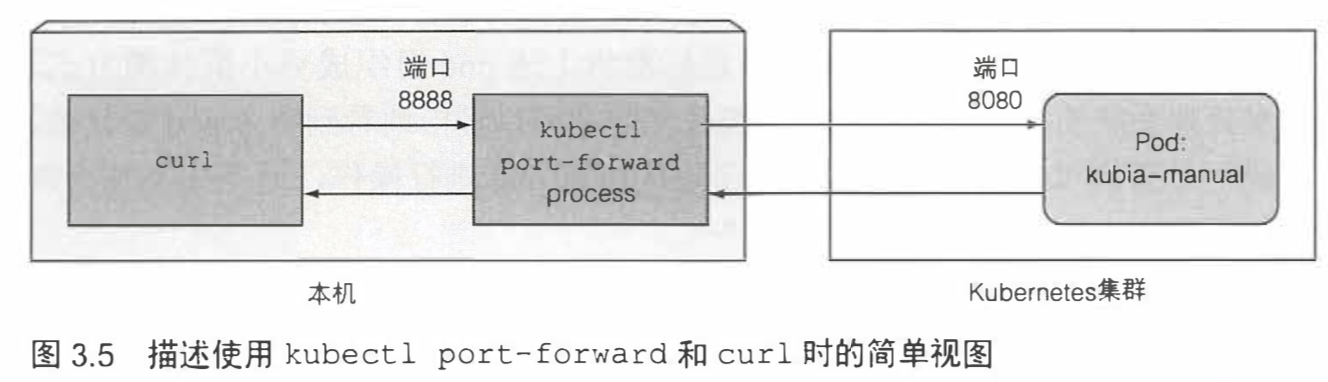 端口
8888
端口
8080
curl
kubectl
port-forward
process
Pod:
kubia-manual
本机
Kubernetes集群
图 3.5 描述使用 kubectl port-forward 和 curl 时的简单视图